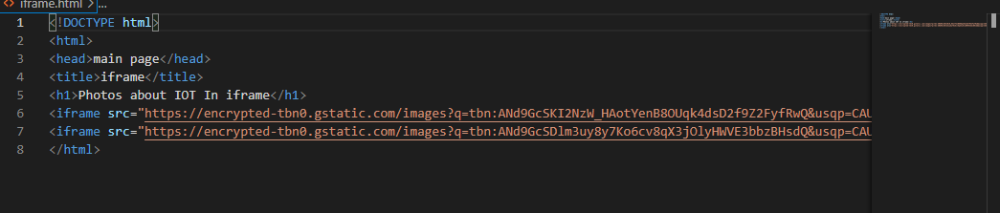 iframe.html > ...
1 <!DOCTYPE html>
2 <html>
3 <head>main page</head>
4 <title>iframe</title>
5 <h1>Photos about IOT In iframe</h1>
6 <iframe src="https://encrypted-tbn0.gstatic.com/images?q=tbn:ANd9GcSKI2NzW_HAotYenB8OUqk4dsD2f9Z2FyfRwQ&usqp=CAU
7 <iframe src="https://encrypted-tbn0.gstatic.com/images?q=tbn:ANd9GcSDlm3uy8y7Ko6cv8qX3jOlyHWVE3bbzBHsdQ&usqp=CAU
8 </html>